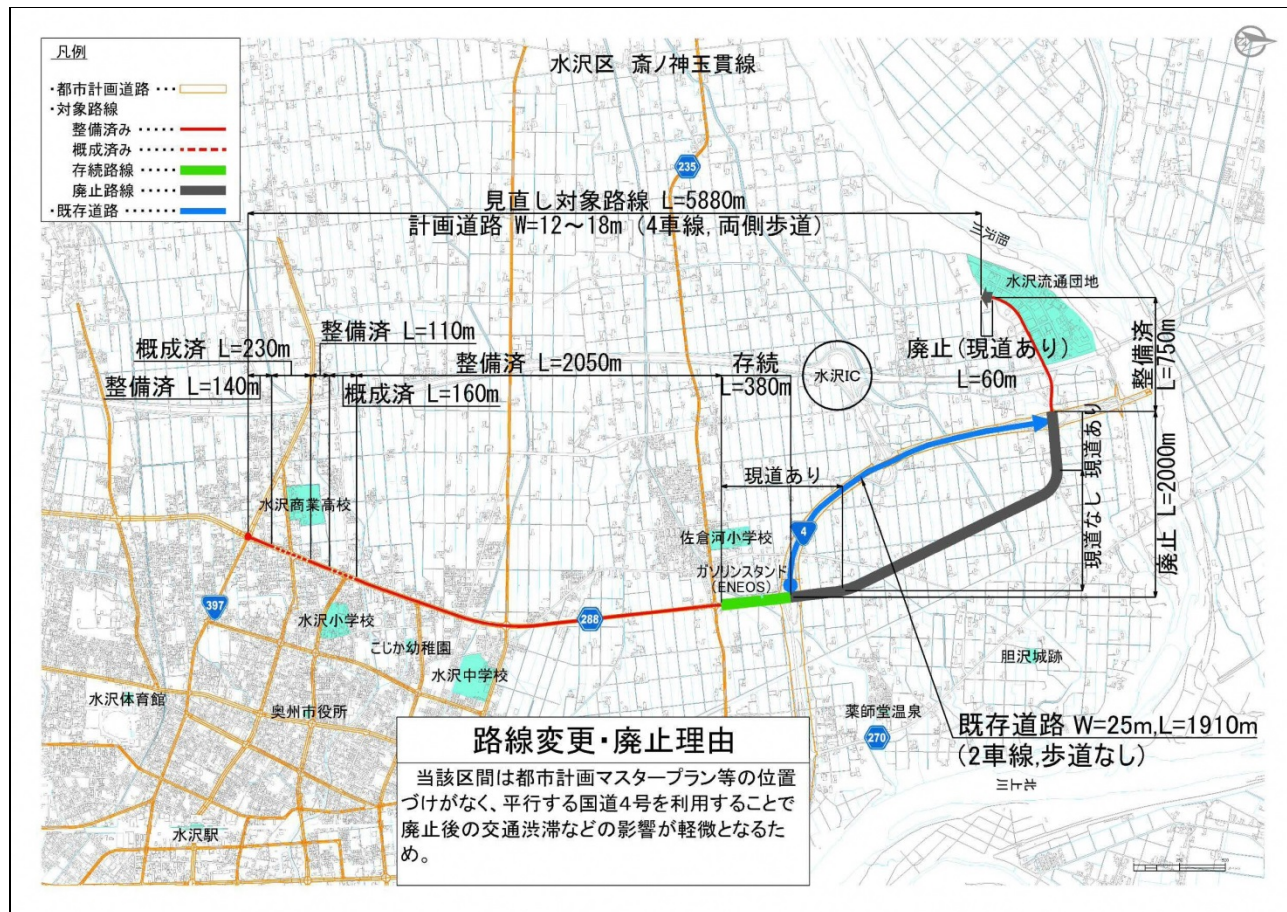 凡例
・都市計画道路・・・
・対象路線
整備済み・・・・・
概成済み・・・・・
存続路線・・・・・
廃止路線・・・・・
・既存道路・・・・・・
水沢区 斎ノ神玉貫線
235
見直し対象路線 L=5880m
計画道路 W=12～18m (4車線,両側歩道)
水沢流通団地
整備済 L=110m
概成済 L=230m
整備済 L=2050m
存続
L=380m
整備済 L=140m
概成済 L=160m
水沢IC
廃止(現道あり)
L=60m
整備済
L=750m
現道あり
現道なし
廃止 L=2000m
現道あり
水沢商業高校
佐倉河小学校
4
ガソリンスタンド
(ENEOS)
397
水沢小学校
288
こじか幼稚園
水沢中学校
胆沢城跡
水沢体育館
奥州市役所
薬師堂温泉
270
既存道路 W=25m,L=1910m
(2車線,歩道なし)
北上川
路線変更・廃止理由
当該区間は都市計画マスタープラン等の位置
づけがなく、平行する国道4号を利用することで
廃止後の交通渋滞などの影響が軽微となるた
め。
水沢駅